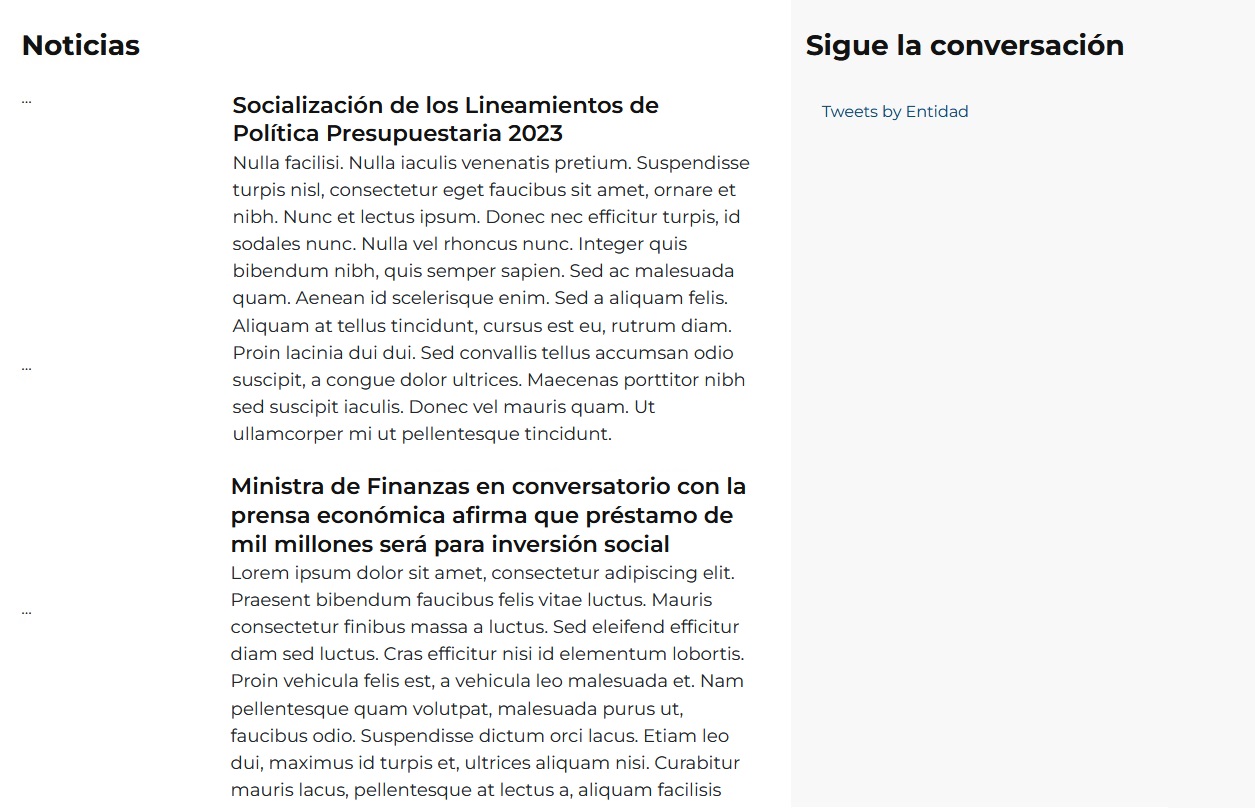 Noticias
...
Socialización de los Lineamientos de
Política Presupuestaria 2023
Nulla facilisi. Nulla iaculis venenatis pretium. Suspendisse
turpis nisl, consectetur eget faucibus sit amet, ornare et
nibh. Nunc et lectus ipsum. Donec nec efficitur turpis, id
sodales nunc. Nulla vel rhoncus nunc. Integer quis
bibendum nibh, quis semper sapien. Sed ac malesuada
quam. Aenean id scelerisque enim. Sed a aliquam felis.
Aliquam at tellus tincidunt, cursus est eu, rutrum diam.
Proin lacinia dui dui. Sed convallis tellus accumsan odio
suscipit, a congue dolor ultrices. Maecenas porttitor nibh
sed suscipit iaculis. Donec vel mauris quam. Ut
ullamcorper mi ut pellentesque tincidunt.
...
Ministra de Finanzas en conversatorio con la
prensa económica afirma que préstamo de
mil millones será para inversión social
Lorem ipsum dolor sit amet, consectetur adipiscing elit.
Praesent bibendum faucibus felis vitae luctus. Mauris
consectetur finibus massa a luctus. Sed eleifend efficitur
diam sed luctus. Cras efficitur nisi id elementum lobortis.
Proin vehicula felis est, a vehicula leo malesuada et. Nam
pellentesque quam volutpat, malesuada purus ut,
faucibus odio. Suspendisse dictum orci lacus. Etiam leo
dui, maximus id turpis et, ultrices aliquam nisi. Curabitur
mauris lacus, pellentesque at lectus a, aliquam facilisis
...
Sigue la conversación
Tweets by Entidad